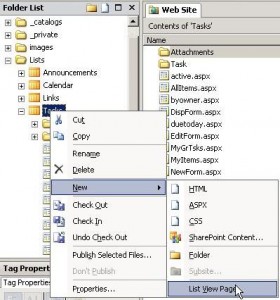 Folder List
_catalogs
_private
images
Lists
Announcements
Calendar
Links
Tasks
Tag Properties
Web Site
Contents of 'Tasks'
Name
Attachments
Task
active.aspx
AllItems.aspx
byowner.aspx
DispForm.aspx
duetoday.aspx
EditForm.aspx
MyGrTsks.aspx
MyItems.aspx
NewForm.aspx
Cut
Copy
Rename
Delete
New
Check Out
Check In
Undo Check Out
Publish Selected Files...
Don't Publish
Properties...
HTML
ASPX
CSS
SharePoint Content...
Folder
Subsite...
List View Page